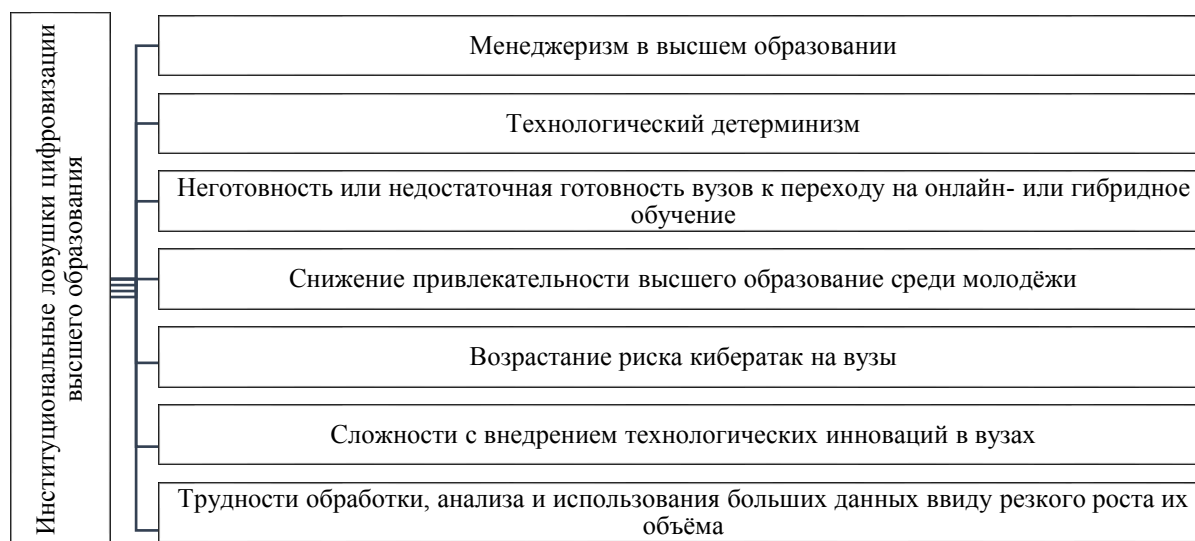 Институциональные ловушки цифровизации
высшего образования
Менеджеризм в высшем образовании
Технологический детерминизм
Неготовность или недостаточная готовность вузов к переходу на онлайн- или гибридное
обучение
Снижение привлекательности высшего образование среди молодёжи
Возрастание риска кибератак на вузы
Сложности с внедрением технологических инноваций в вузах
Трудности обработки, анализа и использования больших данных ввиду резкого роста их
объёма